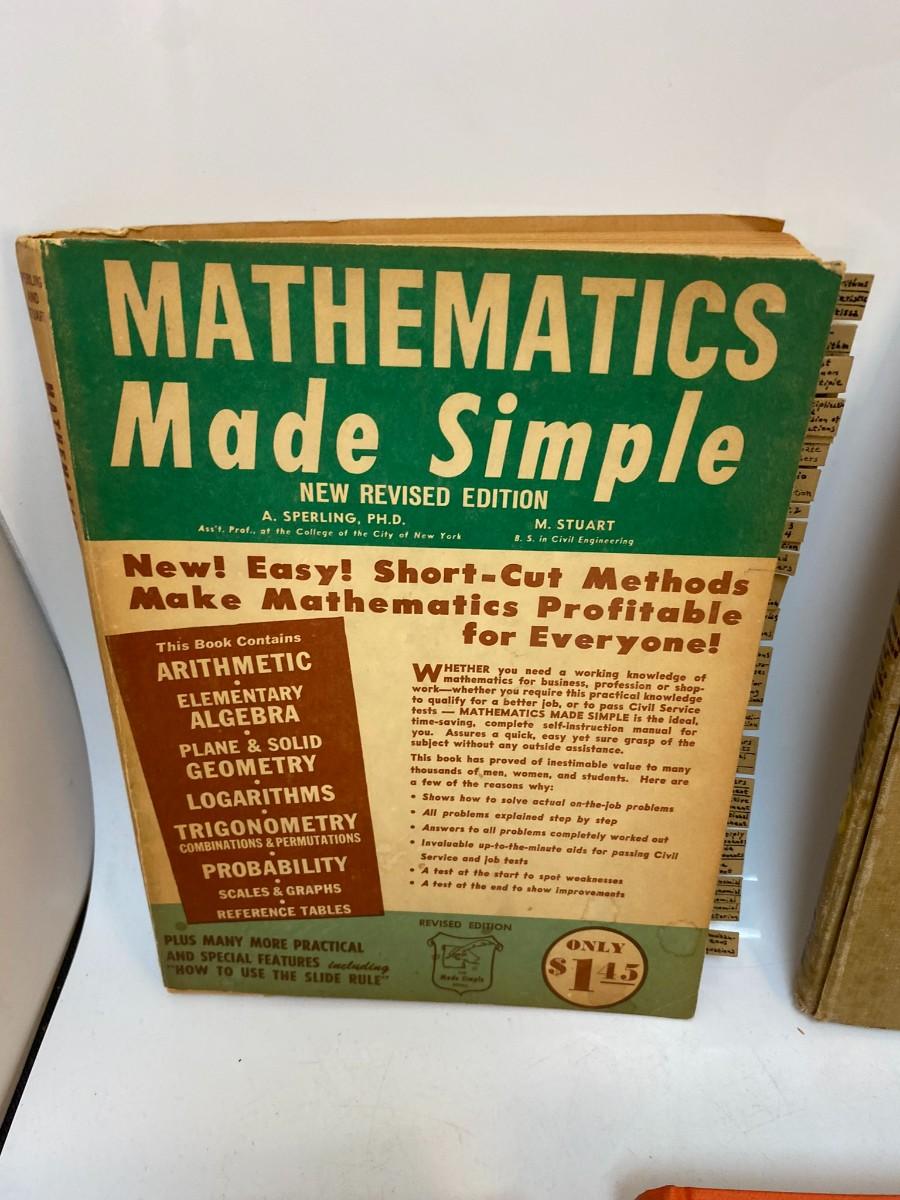 MATHEMATICS
Made Simple
NEW REVISED EDITION
A. SPERLING, PH.D.
Ass't. Prof., at the College of the City of New York
M. STUART
B. S. in Civil Engineering
New! Easy! Short-Cut Methods
Make Mathematics Profitable
for Everyone!
This Book Contains
ARITHMETIC
•
ELEMENTARY
ALGEBRA
•
PLANE & SOLID
GEOMETRY
•
LOGARITHMS
•
TRIGONOMETRY
COMBINATIONS & PERMUTATIONS
•
PROBABILITY
•
SCALES & GRAPHS
•
REFERENCE TABLES
WHETHER you need a working knowledge of
mathematics for business, profession or shop-
work—whether you require this practical knowledge
to qualify for a better job, or to pass Civil Service
tests — MATHEMATICS MADE SIMPLE is the ideal,
time-saving, complete self-instruction manual for
you. Assures a quick, easy yet sure grasp of the
subject without any outside assistance.
This book has proved of inestimable value to many
thousands of men, women, and students. Here are
a few of the reasons why:
• Shows how to solve actual on-the-job problems
• All problems explained step by step
• Answers to all problems completely worked out
• Invaluable up-to-the-minute aids for passing Civil
Service and job tests
• A test at the start to spot weaknesses
• A test at the end to show improvements
PLUS MANY MORE PRACTICAL
AND SPECIAL FEATURES including
"HOW TO USE THE SLIDE RULE"
REVISED EDITION
Made Simple
ONLY
$1.45